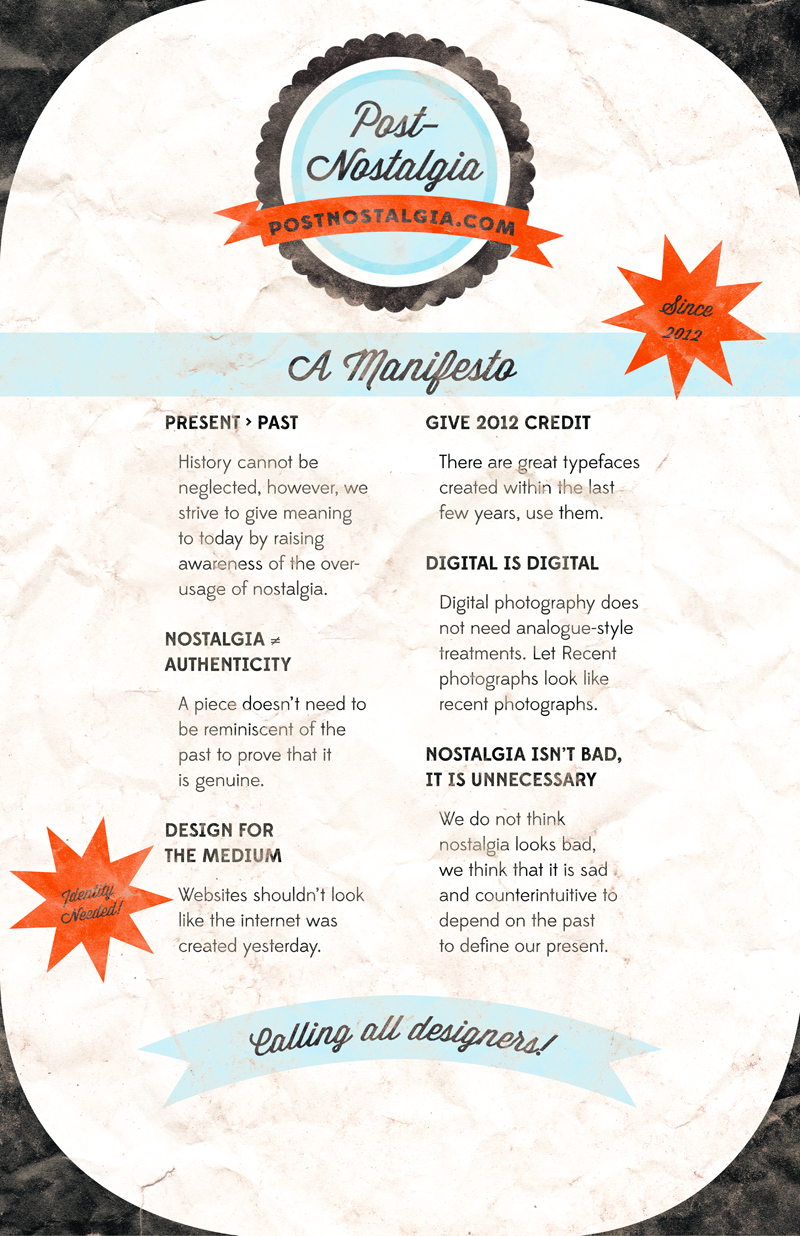 Post-
Nostalgia
POSTNOSTALGIA.COM
Since
2012
A Manifesto
PRESENT > PAST
History cannot be
neglected, however, we
strive to give meaning
to today by raising
awareness of the over-
usage of nostalgia.
NOSTALGIA ≠
AUTHENTICITY
A piece doesn't need to
be reminiscent of the
past to prove that it
is genuine.
DESIGN FOR
THE MEDIUM
Websites shouldn't look
like the internet was
created yesterday.
Identity
Needed!
GIVE 2012 CREDIT
There are great typefaces
created within the last
few years, use them.
DIGITAL IS DIGITAL
Digital photography does
not need analogue-style
treatments. Let Recent
photographs look like
recent photographs.
NOSTALGIA ISN'T BAD,
IT IS UNNECESSARY
We do not think
nostalgia looks bad,
we think that it is sad
and counterintuitive to
depend on the past
to define our present.
Calling all designers!